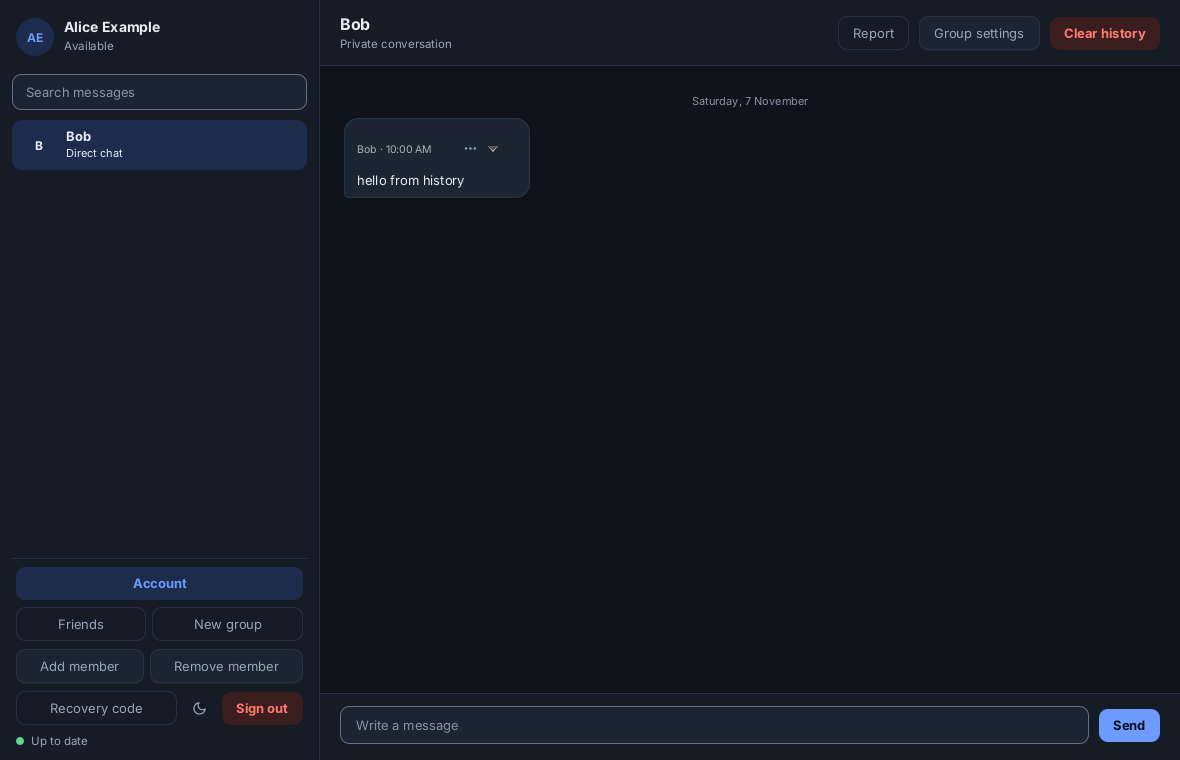 AE
Alice Example
Available
Search messages
B
Bob
Direct chat
Account
Friends
New group
Add member
Remove member
Recovery code
Sign out
Up to date
Bob
Private conversation
Report
Group settings
Clear history
Saturday, 7 November
Bob · 10:00 AM
hello from history
Write a message
Send